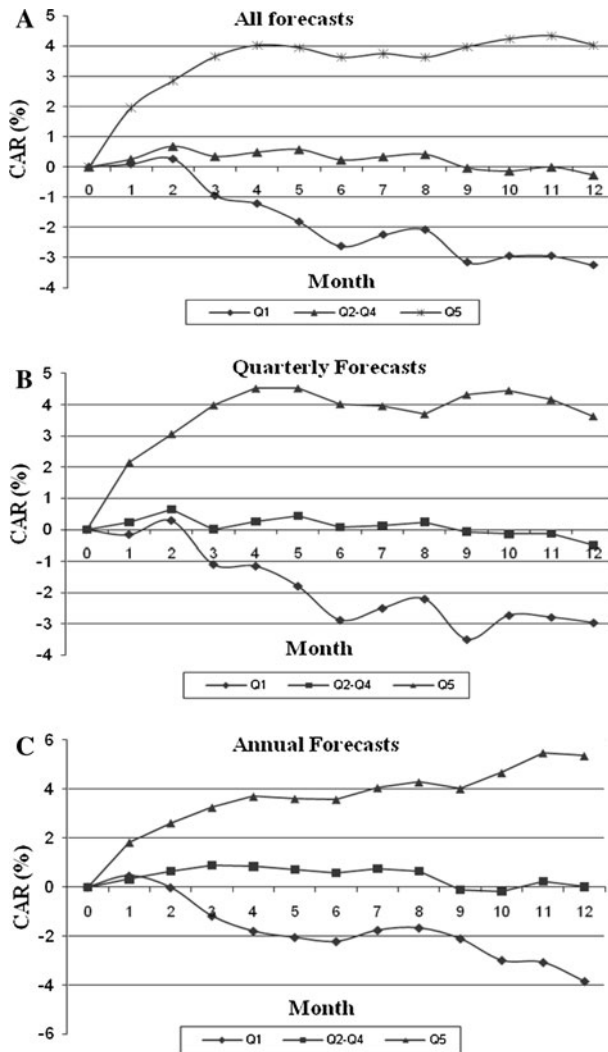 A
All forecasts
5
4
3
2
1
0
-1
-2
-3
-4
CAR (%)
0 1 2 3 4 5 6 7 8 9 10 11 12
Month
Q1 Q2-Q4 Q5
B
Quarterly Forecasts
5
4
3
2
1
0
-1
-2
-3
-4
CAR (%)
0 1 2 3 4 5 6 7 8 9 10 11 12
Month
Q1 Q2-Q4 Q5
C
Annual Forecasts
6
4
2
0
-2
-4
-6
CAR (%)
0 1 2 3 4 5 6 7 8 9 10 11 12
Month
Q1 Q2-Q4 Q5